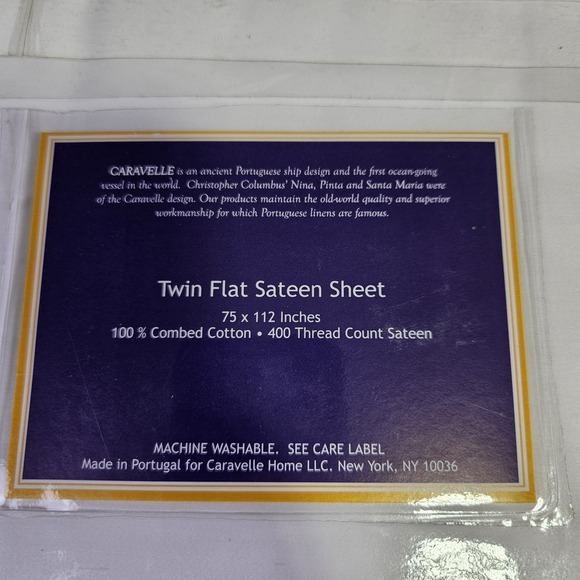 CARAVELLE is an ancient Portuguese ship design and the first ocean-going
vessel in the world. Christopher Columbus' Nina, Pinta and Santa Maria were
of the Caravelle design. Our products maintain the old-world quality and superior
workmanship for which Portuguese linens are famous.
Twin Flat Sateen Sheet
75 x 112 Inches
100 % Combed Cotton • 400 Thread Count Sateen
MACHINE WASHABLE. SEE CARE LABEL
Made in Portugal for Caravelle Home LLC. New York, NY 10036